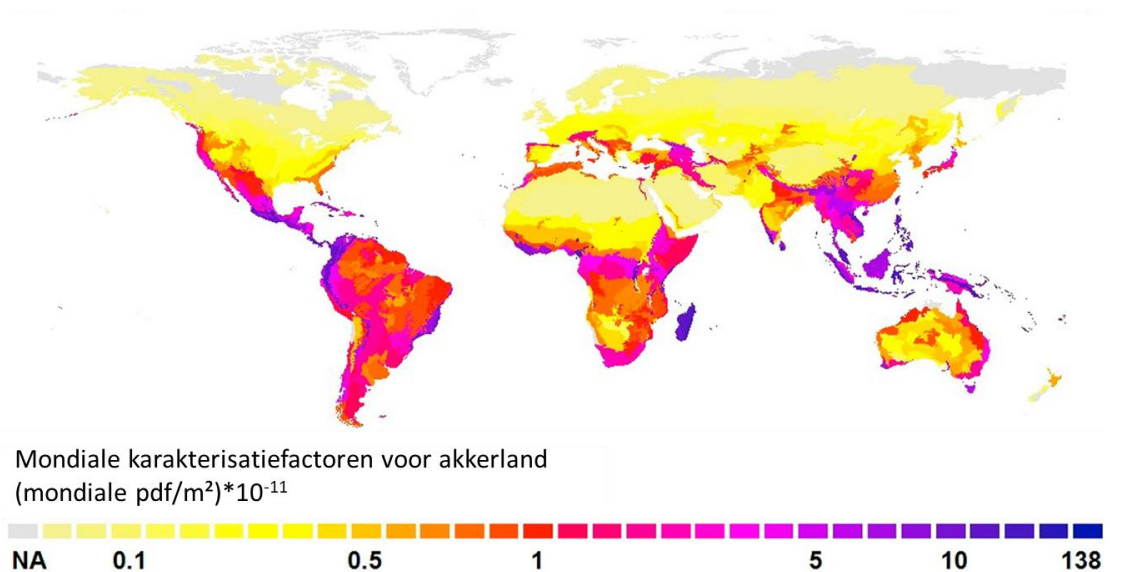 Mondiale karakterisatiefactoren voor akkerland
(mondiale pdf/m²)*10⁻¹¹
NA 0.1 0.5 1 5 10 138